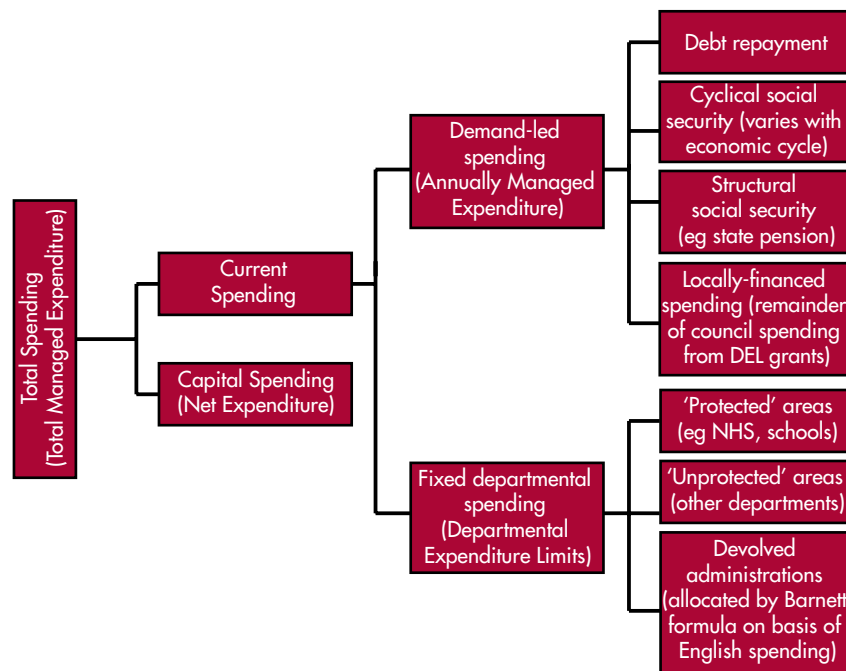 Total Spending
(Total Managed Expenditure)
Current
Spending
Capital Spending
(Net Expenditure)
Demand-led
spending
(Annually Managed
Expenditure)
Fixed departmental
spending
(Departmental
Expenditure Limits)
Debt repayment
Cyclical social
security (varies with
economic cycle)
Structural
social security
(eg state pension)
Locally-financed
spending (remainder
of council spending
from DEL grants)
‘Protected’ areas
(eg NHS, schools)
‘Unprotected’ areas
(other departments)
Devolved
administrations
(allocated by Barnett
formula on basis of
English spending)